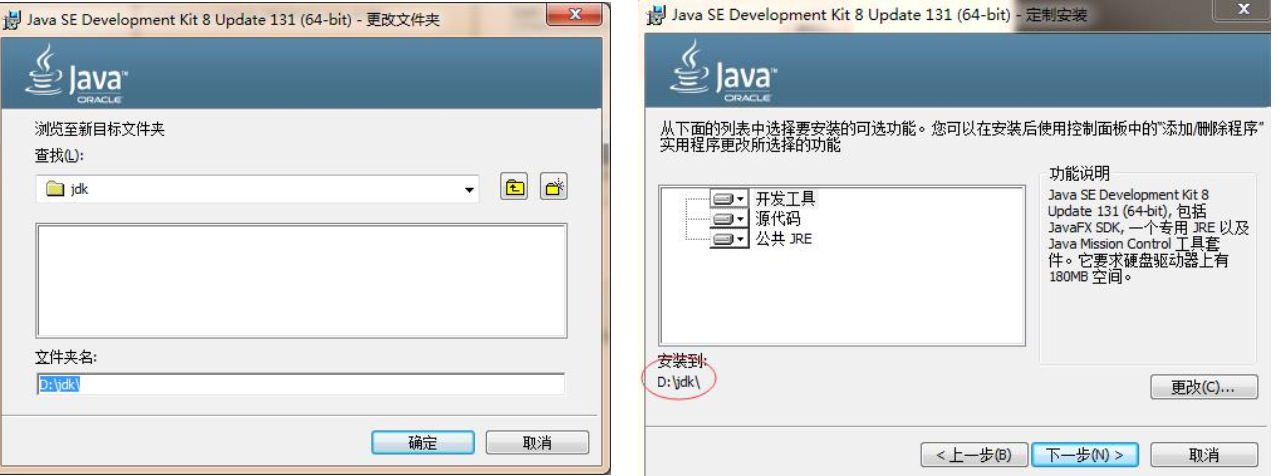 Java SE Development Kit 8 Update 131 (64-bit) - 更改文件夹
Java
ORACLE
浏览至新目标文件夹
查找(L):
jdk
文件夹名:
D:\jdk\
确定
取消
Java SE Development Kit 8 Update 131 (64-bit) - 定制安装
Java
ORACLE
从下面的列表中选择要安装的可选功能。您可以在安装后使用控制面板中的"添加/删除程序"
实用程序更改所选择的功能
开发工具
源代码
公共 JRE
功能说明
Java SE Development Kit 8
Update 131 (64-bit), 包括
JavaFX SDK, 一个专用 JRE 以及
Java Mission Control 工具套
件。它要求硬盘驱动器上有
180MB 空间。
安装到:
D:\jdk\
更改(C)...
<上一步(B)
下一步(N) >
取消